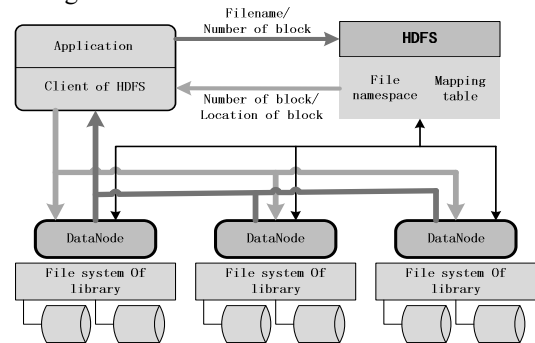 Filename/
Number of block
Application
HDFS
Client of HDFS
File
namespace
Mapping
table
Number of block/
Location of block
DataNode
DataNode
DataNode
File system Of
library
File system Of
library
File system Of
library